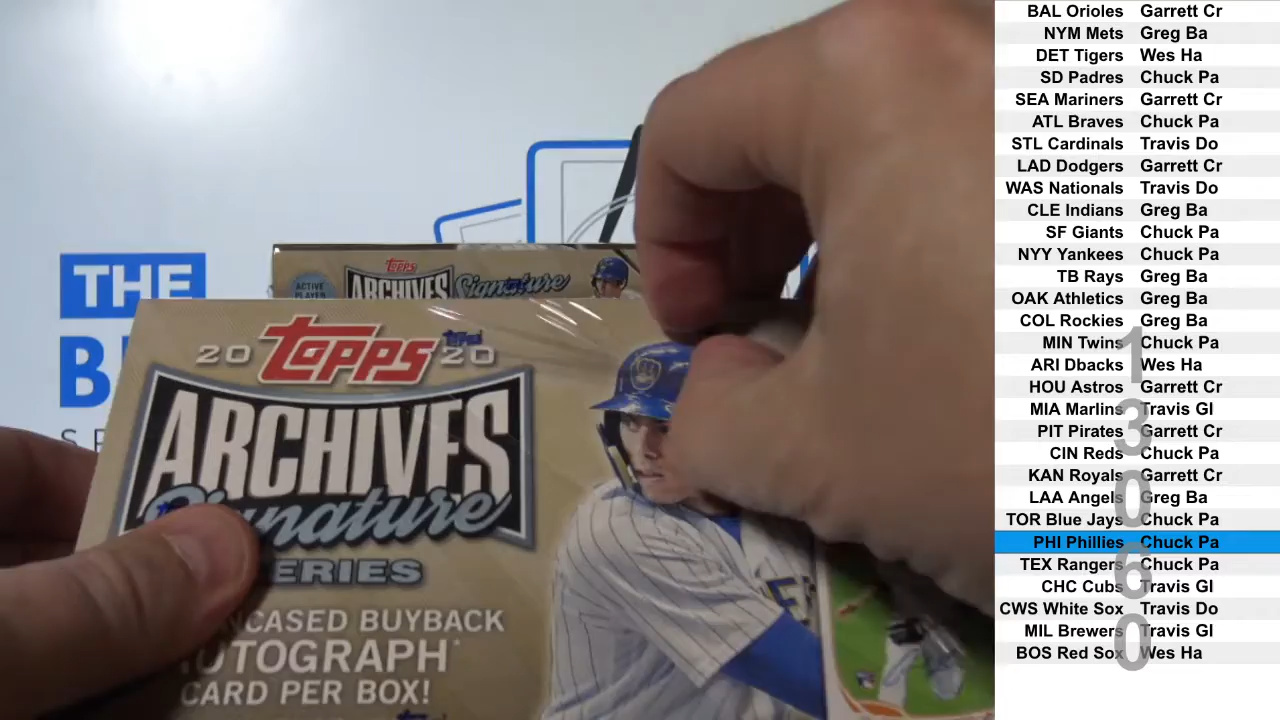 THE
B
S
ACTIVE
PLAYER
Topps
ARCHIVES Signature
20 Topps 20
ARCHIVES
Signature
ERIES
NCASED BUYBACK
UTOGRAPH
CARD PER BOX!
BAL Orioles Garrett Cr
NYM Mets Greg Ba
DET Tigers Wes Ha
SD Padres Chuck Pa
SEA Mariners Garrett Cr
ATL Braves Chuck Pa
STL Cardinals Travis Do
LAD Dodgers Garrett Cr
WAS Nationals Travis Do
CLE Indians Greg Ba
SF Giants Chuck Pa
NYY Yankees Chuck Pa
TB Rays Greg Ba
OAK Athletics Greg Ba
COL Rockies Greg Ba
MIN Twins Chuck Pa
ARI Dbacks Wes Ha
HOU Astros Garrett Cr
MIA Marlins Travis Gl
PIT Pirates Garrett Cr
CIN Reds Chuck Pa
KAN Royals Garrett Cr
LAA Angels Greg Ba
TOR Blue Jays Chuck Pa
PHI Phillies Chuck Pa
TEX Rangers Chuck Pa
CHC Cubs Travis Gl
CWS White Sox Travis Do
MIL Brewers Travis Gl
BOS Red Sox Wes Ha
1
3
0
6
0